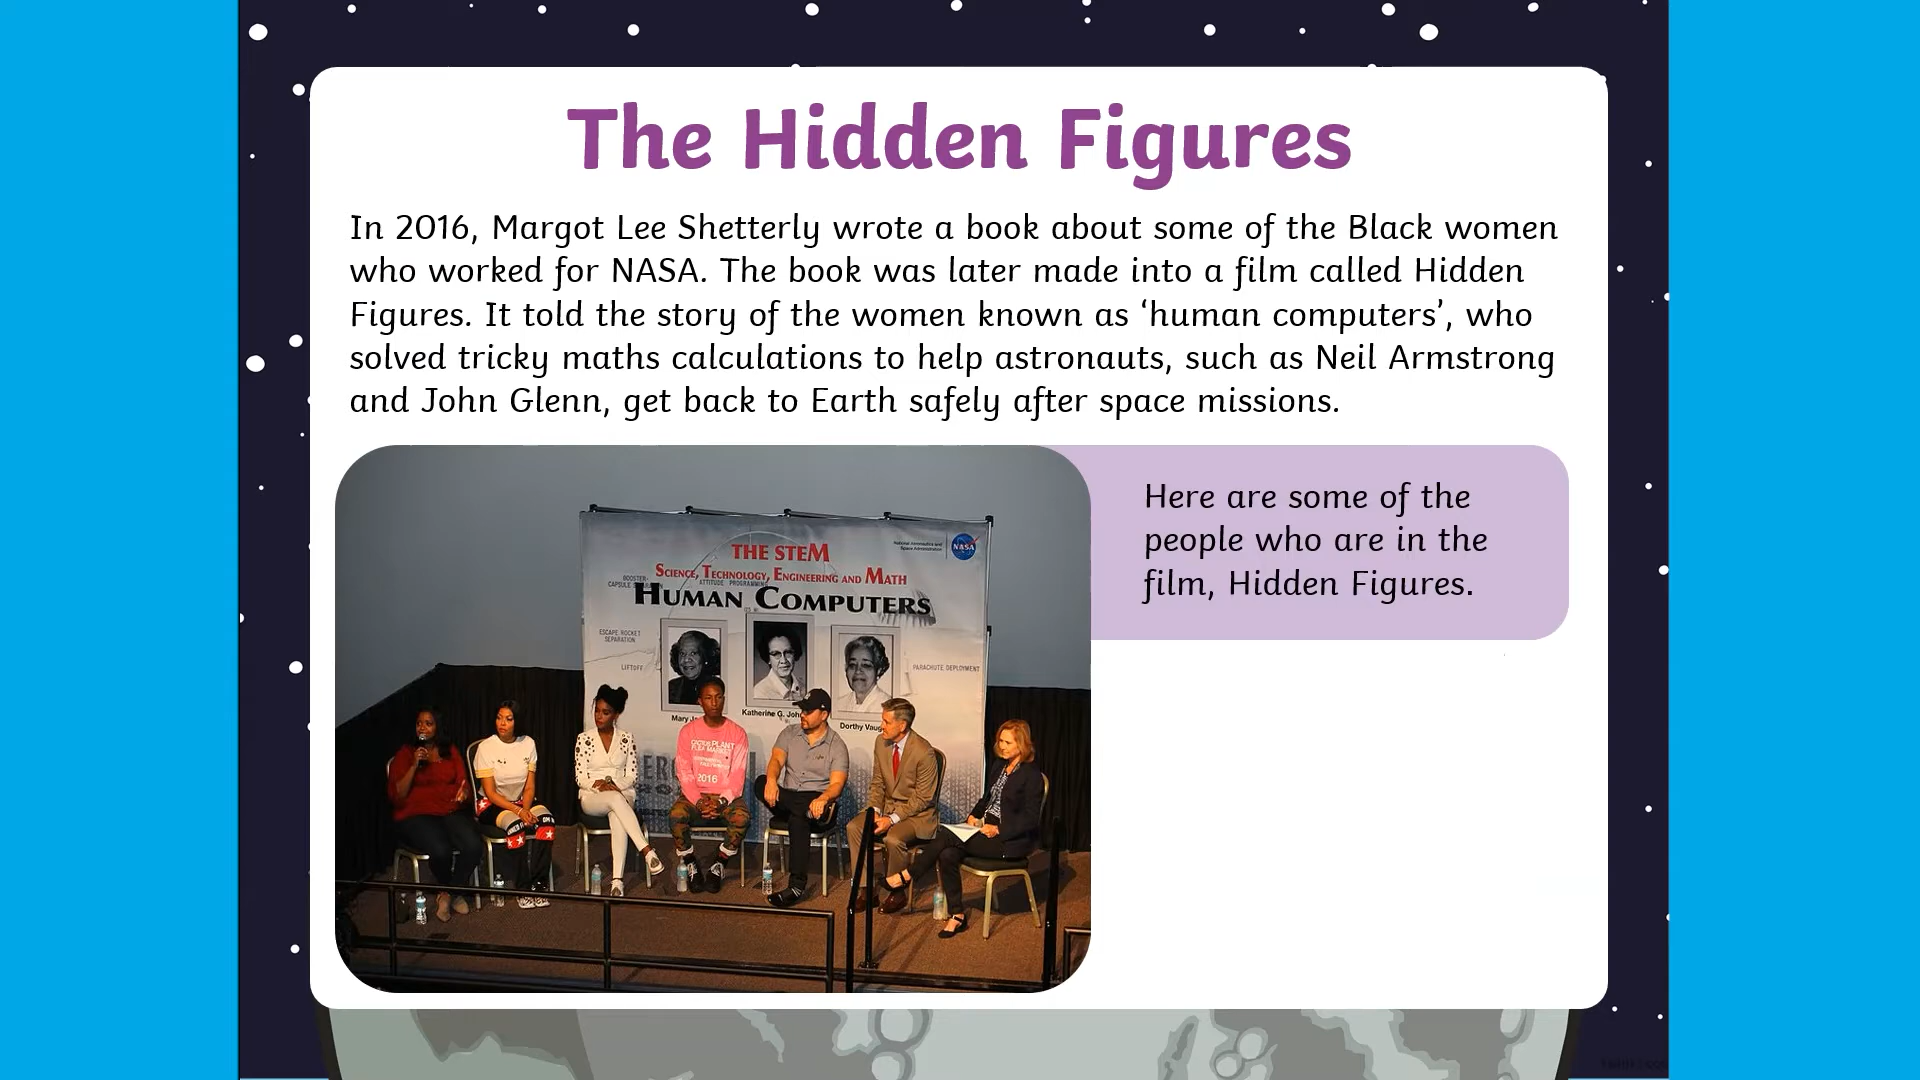 The Hidden Figures
In 2016, Margot Lee Shetterly wrote a book about some of the Black women
who worked for NASA. The book was later made into a film called Hidden
Figures. It told the story of the women known as ‘human computers’, who
solved tricky maths calculations to help astronauts, such as Neil Armstrong
and John Glenn, get back to Earth safely after space missions.
Here are some of the
people who are in the
film, Hidden Figures.
National Aeronautics and
Space Administration
NASA
THE STEM
SCIENCE, TECHNOLOGY, ENGINEERING AND MATH
BOOSTER-
CAPSULE
ATTITUDE PROGRAMMING
HUMAN COMPUTERS
ESCAPE ROCKET
SEPARATION
LIFTOFF
PARACHUTE DEPLOYMENT
Mary
Katherine G.
Dorthy
PLANT
FLEA MARKET
2016